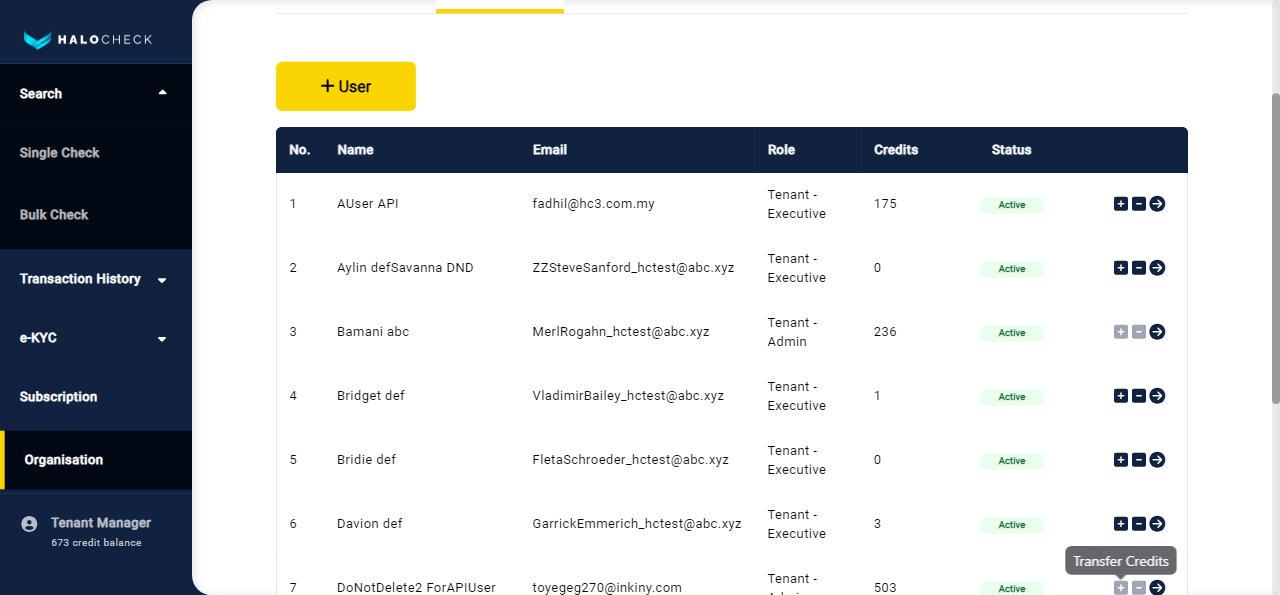 HALOCHECK
Search
Single Check
Bulk Check
Transaction History
e-KYC
Subscription
Organisation
Tenant Manager
673 credit balance
+ User
No. Name Email Role Credits Status
1 AUser API fadhil@hc3.com.my Tenant - Executive 175 Active
2 Aylin defSavanna DND ZZSteveSanford_hctest@abc.xyz Tenant - Executive 0 Active
3 Bamani abc MerlRogahn_hctest@abc.xyz Tenant - Admin 236 Active
4 Bridget def VladimirBailey_hctest@abc.xyz Tenant - Executive 1 Active
5 Bridie def FletaSchroeder_hctest@abc.xyz Tenant - Executive 0 Active
6 Davion def GarrickEmmerich_hctest@abc.xyz Tenant - Executive 3 Active
Transfer Credits
7 DoNotDelete2 ForAPIUser toyegeg270@inkiny.com Tenant - 503 Active